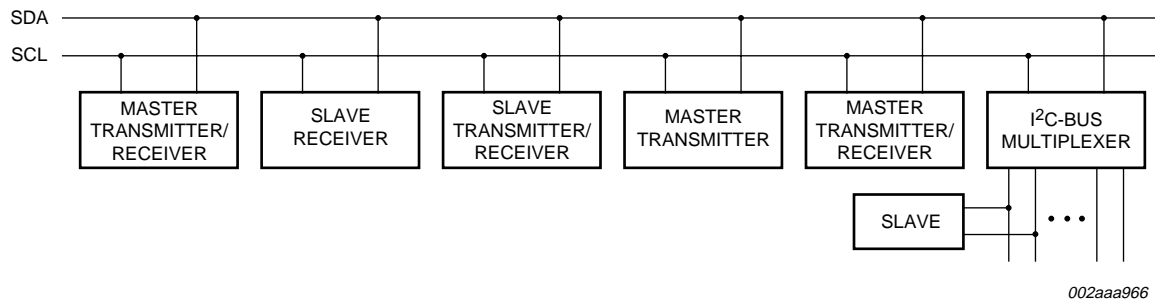 SDA
SCL
MASTER
TRANSMITTER/
RECEIVER
SLAVE
RECEIVER
SLAVE
TRANSMITTER/
RECEIVER
MASTER
TRANSMITTER
MASTER
TRANSMITTER/
RECEIVER
I²C-BUS
MULTIPLEXER
SLAVE
002aaa966